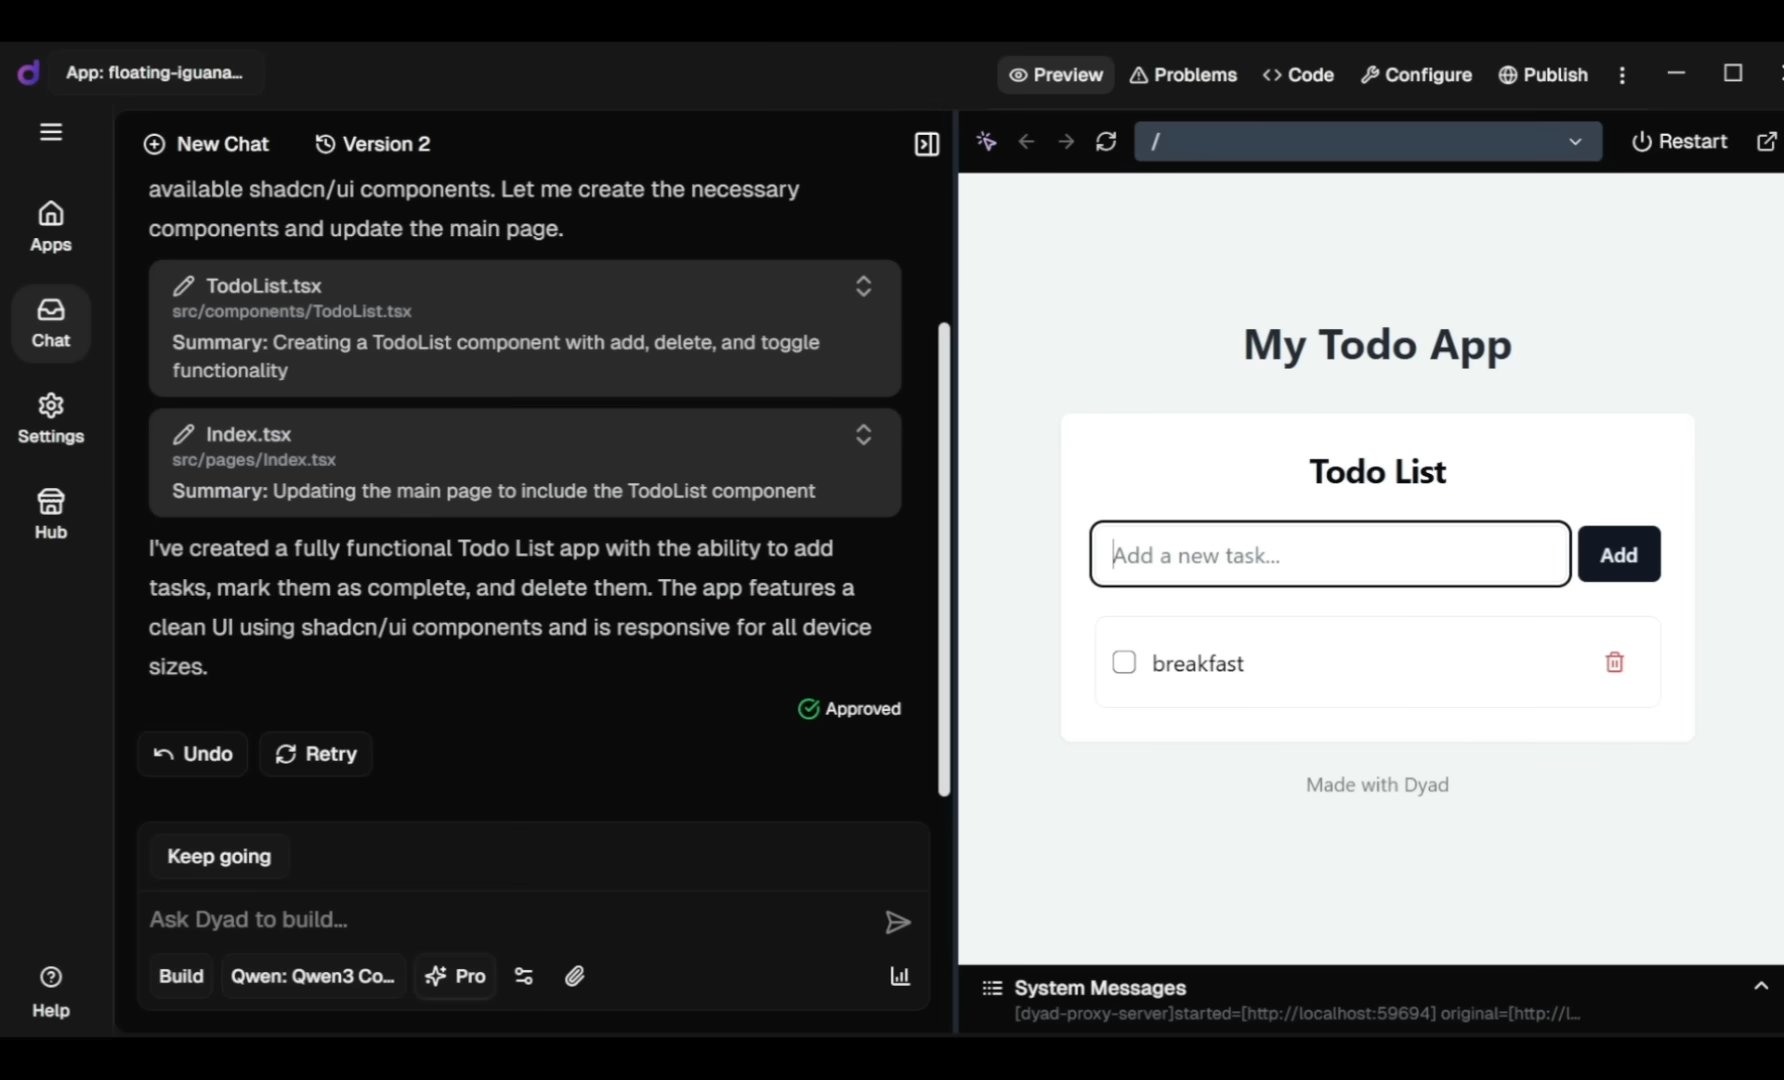 App: floating-iguana...
Preview
Problems
Code
Configure
Publish
New Chat
Version 2
/
Restart
Apps
Chat
Settings
Hub
Help
available shadcn/ui components. Let me create the necessary
components and update the main page.
TodoList.tsx
src/components/TodoList.tsx
Summary: Creating a TodoList component with add, delete, and toggle
functionality
Index.tsx
src/pages/Index.tsx
Summary: Updating the main page to include the TodoList component
I've created a fully functional Todo List app with the ability to add
tasks, mark them as complete, and delete them. The app features a
clean UI using shadcn/ui components and is responsive for all device
sizes.
Approved
Undo
Retry
Keep going
Ask Dyad to build...
Build
Qwen: Qwen3 Co...
Pro
My Todo App
Todo List
Add a new task...
Add
breakfast
Made with Dyad
System Messages
[dyad-proxy-server]started=[http://localhost:59694] original=[http://l...